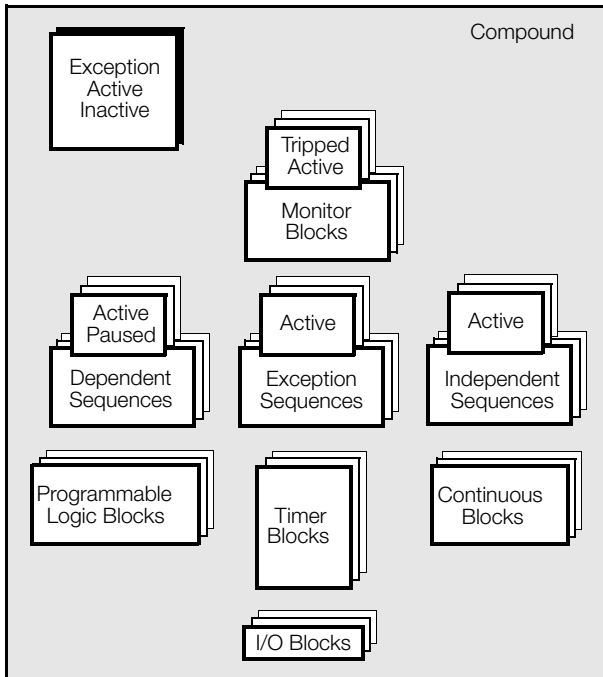 Compound
Exception
Active
Inactive
Tripped
Active
Monitor
Blocks
Active
Paused
Dependent
Sequences
Active
Exception
Sequences
Active
Independent
Sequences
Programmable
Logic Blocks
Timer
Blocks
Continuous
Blocks
I/O Blocks